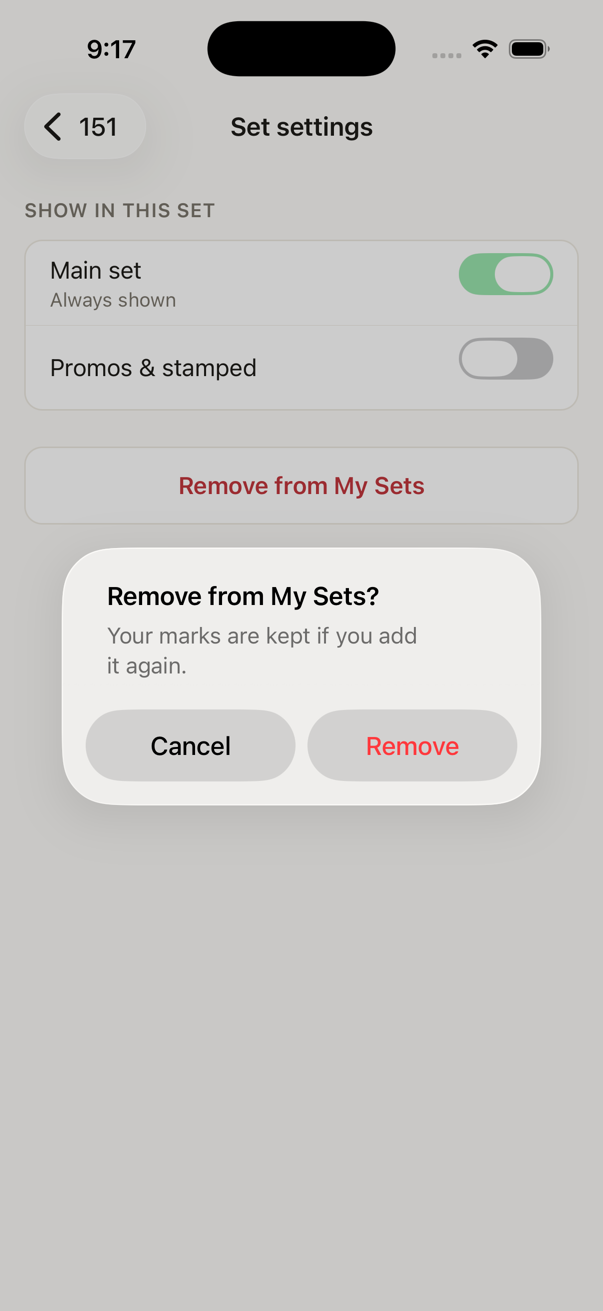 9:17
151
Set settings
SHOW IN THIS SET
Main set
Always shown
Promos & stamped
Remove from My Sets
Remove from My Sets?
Your marks are kept if you add
it again.
Cancel
Remove